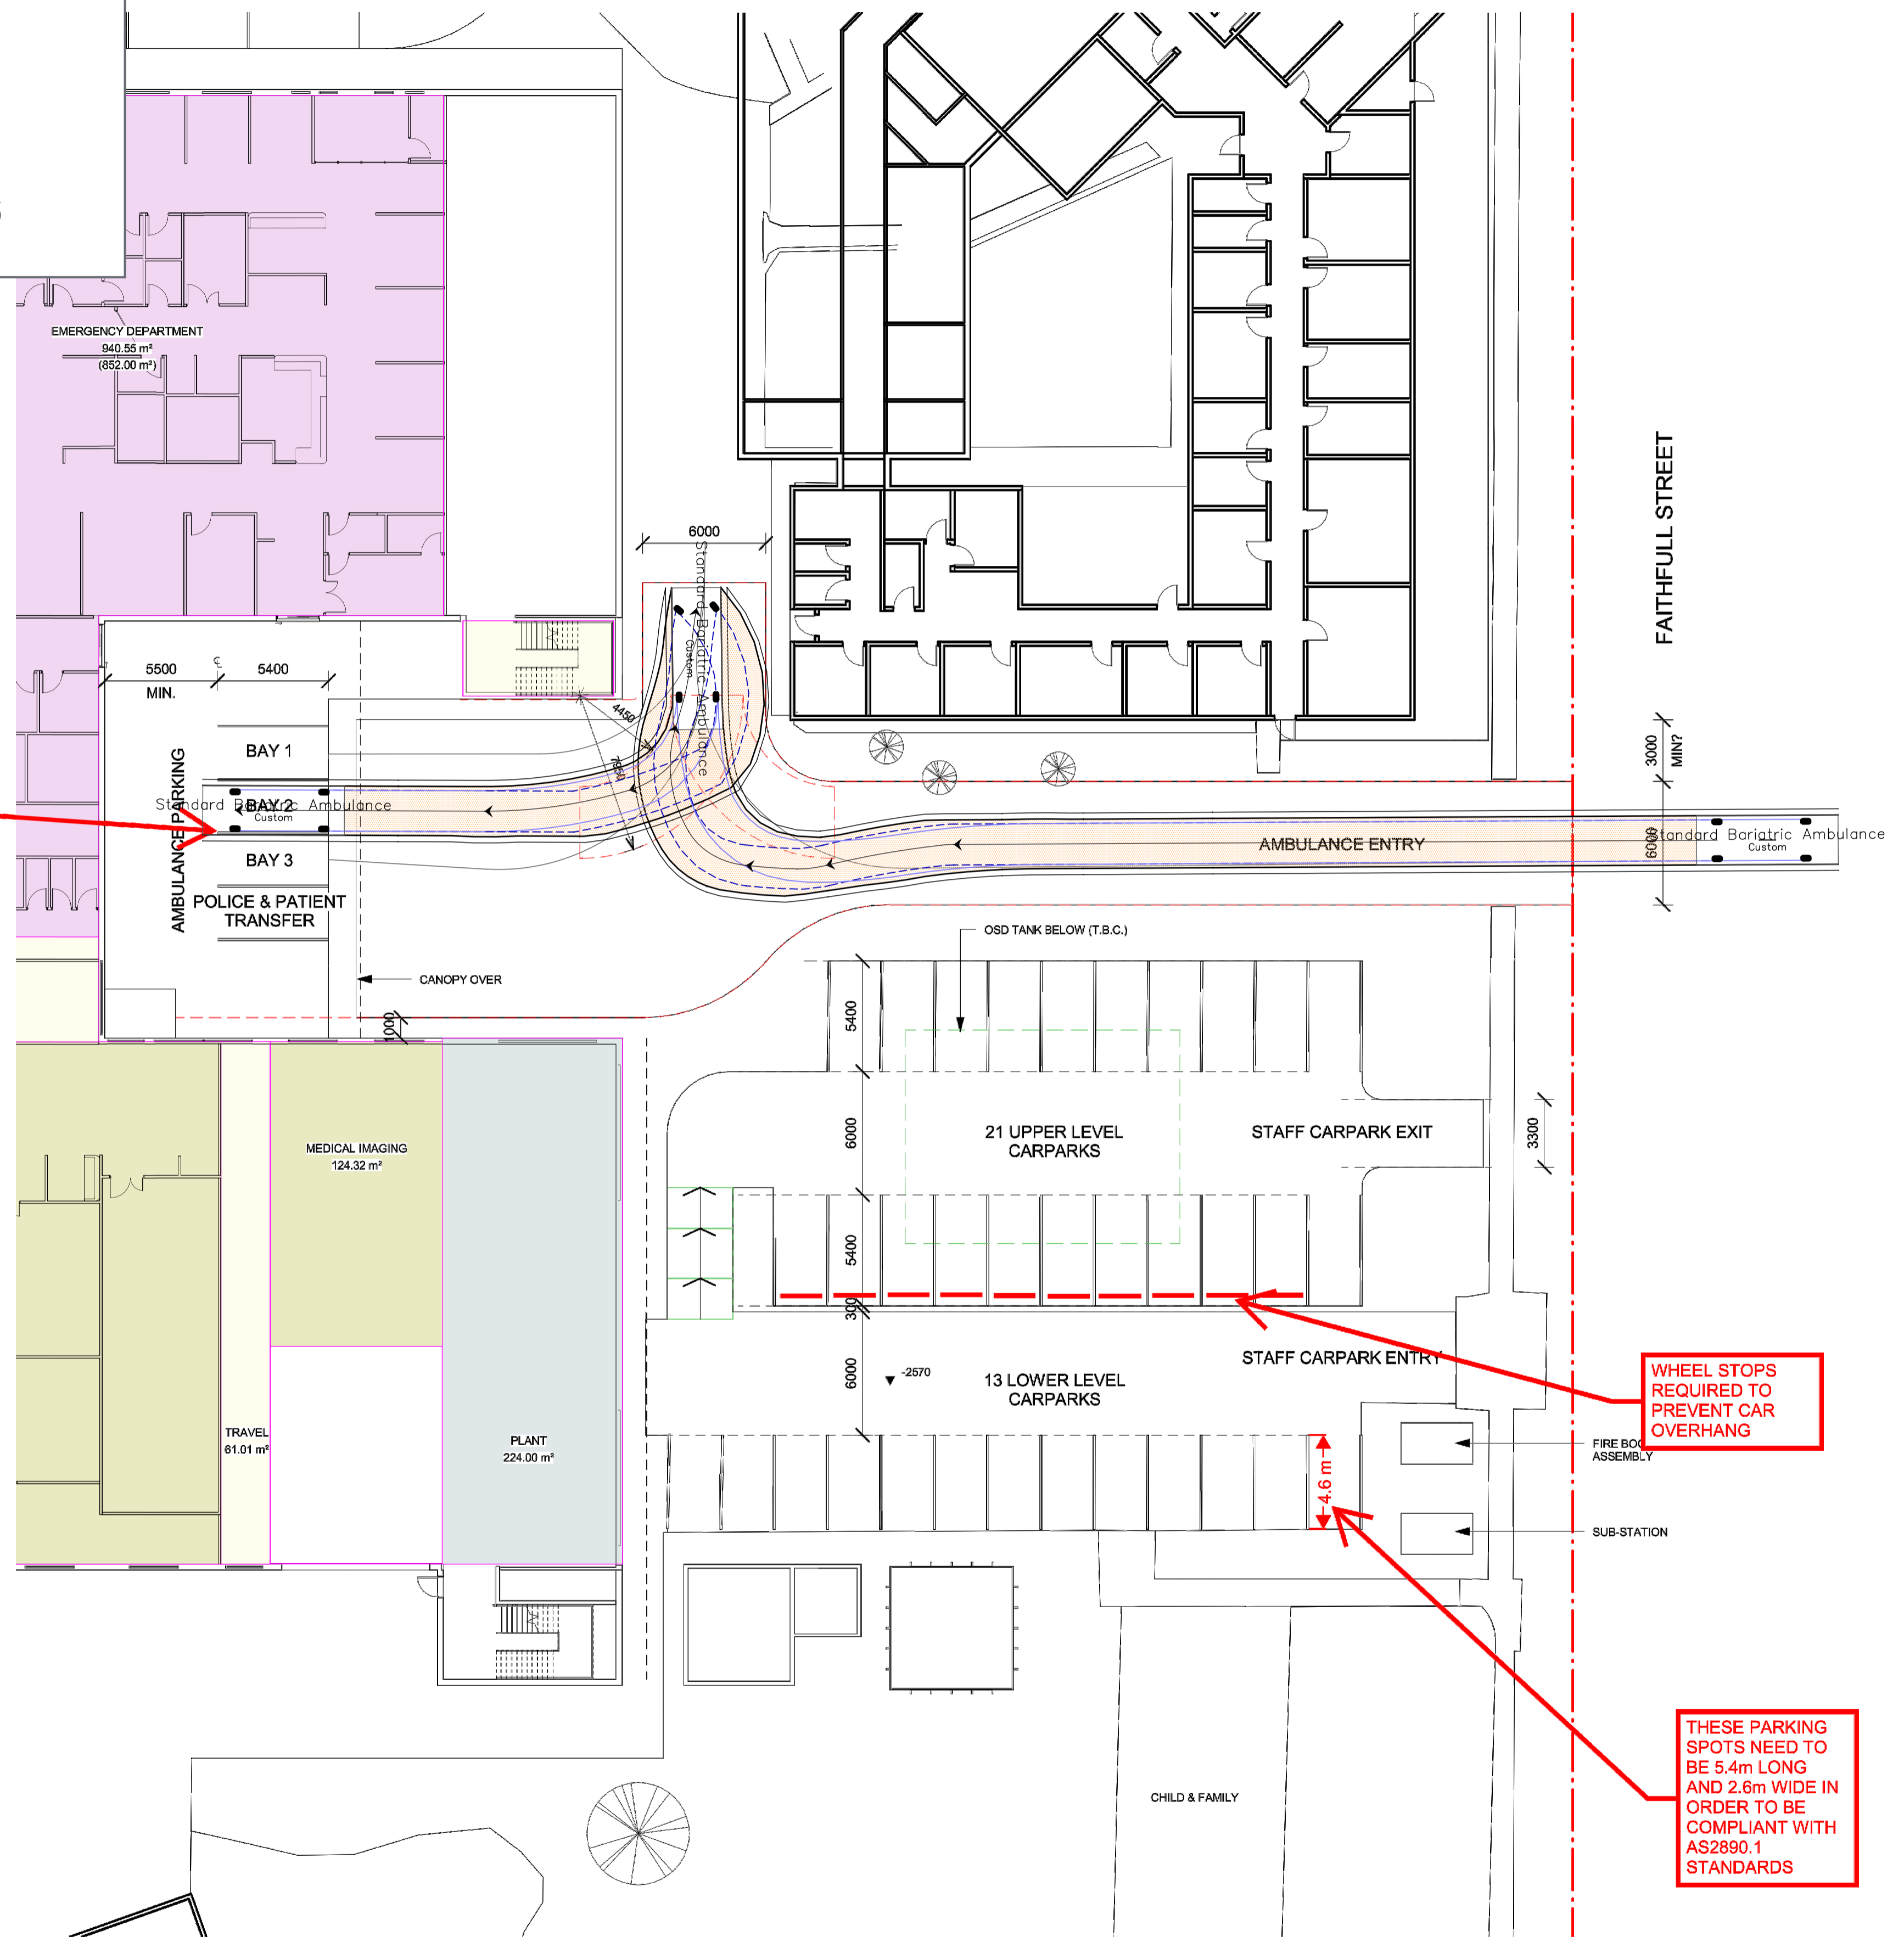 EMERGENCY DEPARTMENT
940.55 m²
(852.00 m²)
6000
Standard Bariatric Ambulance
Custom
FAITHFULL STREET
5500
MIN.
℄
5400
4450
AMBULANCE PARKING
BAY 1
BAY 2
Standard Bariatric Ambulance
Custom
BAY 3
POLICE & PATIENT
TRANSFER
CANOPY OVER
1000
AMBULANCE ENTRY
3000
MIN?
6000
Standard Bariatric Ambulance
Custom
OSD TANK BELOW (T.B.C.)
5400
6000
21 UPPER LEVEL
CARPARKS
STAFF CARPARK EXIT
3300
5400
300
6000
-2570
13 LOWER LEVEL
CARPARKS
STAFF CARPARK ENTRY
MEDICAL IMAGING
124.32 m²
TRAVEL
61.01 m²
PLANT
224.00 m²
WHEEL STOPS
REQUIRED TO
PREVENT CAR
OVERHANG
FIRE
ASSEMBLY
4.6 m
SUB-STATION
THESE PARKING
SPOTS NEED TO
BE 5.4m LONG
AND 2.6m WIDE IN
ORDER TO BE
COMPLIANT WITH
AS2890.1
STANDARDS
CHILD & FAMILY